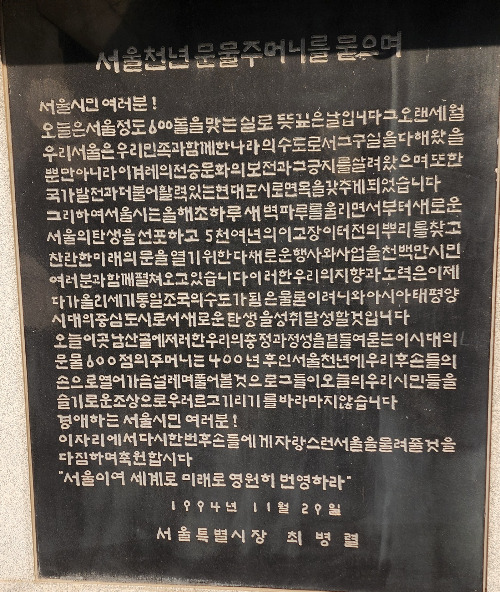 서울천년 문물주머니를 묻으며
서울시민 여러분!
오늘은서울정도600돌을맞는 실로 뜻깊은날입니다그오랜세월
우리서울은우리민족과함께한나라의수도로서그구실을다해왔을
뿐만아니라이겨레의전승문화의보전과그긍지를살려왔으며또한
국가발전과더불어활력있는현대도시로면목을갖추게되었습니다
그리하여서울시는올해초하루새벽파루를울리면서부터새로운
서울의탄생을선포하고 5천여년의이고장이터전의뿌리를찾고
찬란한미래의 문을 열기위한다채로운행사와사업을천백만시민
여러분과함께펼쳐오고있습니다이러한우리의지향과노력은이제
다가올21세기통일조국의수도가됨은물론이려니와아시아태평양
시대의중심도시로서새로운탄생을성취달성할것입니다
오늘이곳남산골에저러한우리의충정과정성을곁들여묻는이시대의
문물600점의주머니는400년후인서울천년에우리후손들의
손으로열어가슴설레며풀어볼것으로그들이오늘의우리시민들을
슬기로운조상으로우러르고기리기를바라마지않습니다
경애하는 서울시민 여러분!
이자리에서다시한번후손들에게자랑스런서울을물려줄것을
다짐하며축원합시다
"서울이여 세계로 미래로 영원히 번영하라"
1994년 11월 29일
서울특별시장 최병렬